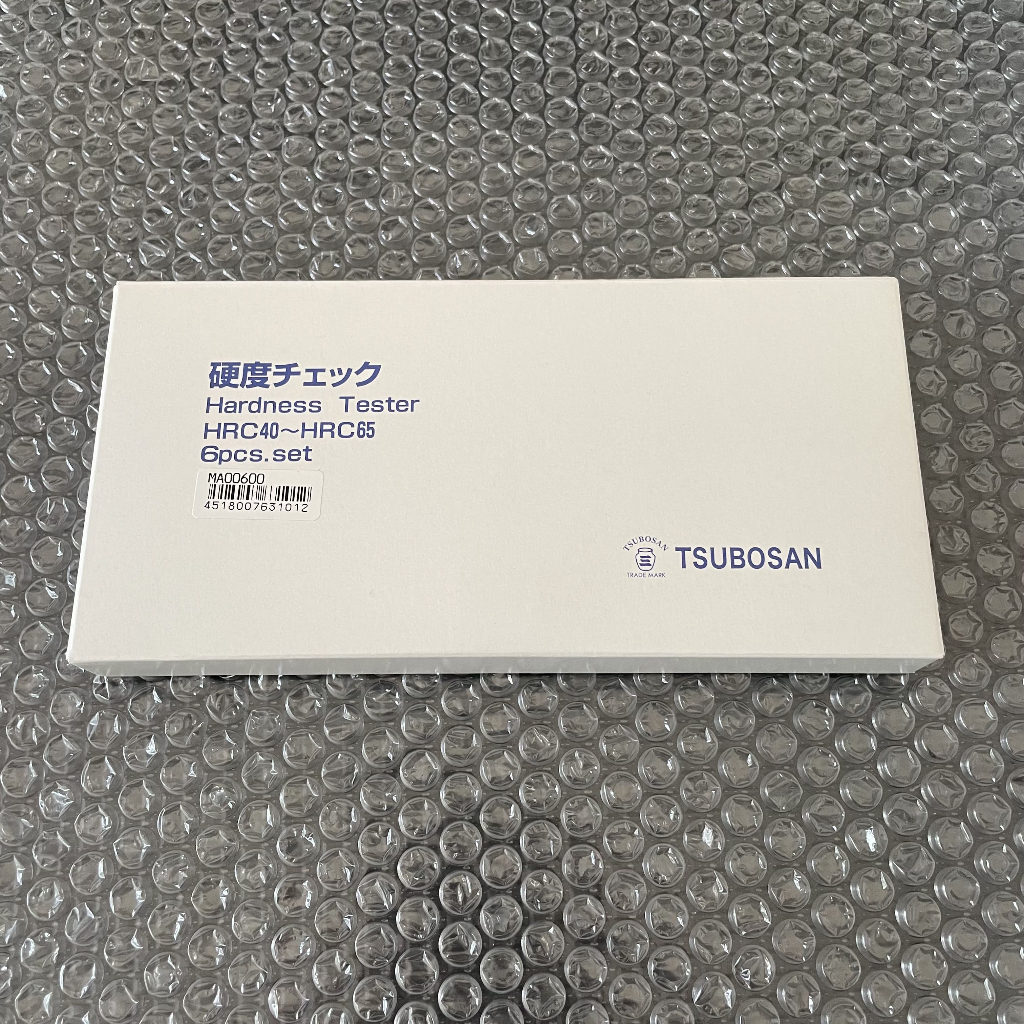 硬度チェック
Hardness Tester
HRC40～HRC65
6pcs.set
MA00600
4518007631012
TSUBOSAN
TRADE MARK
TSUBOSAN